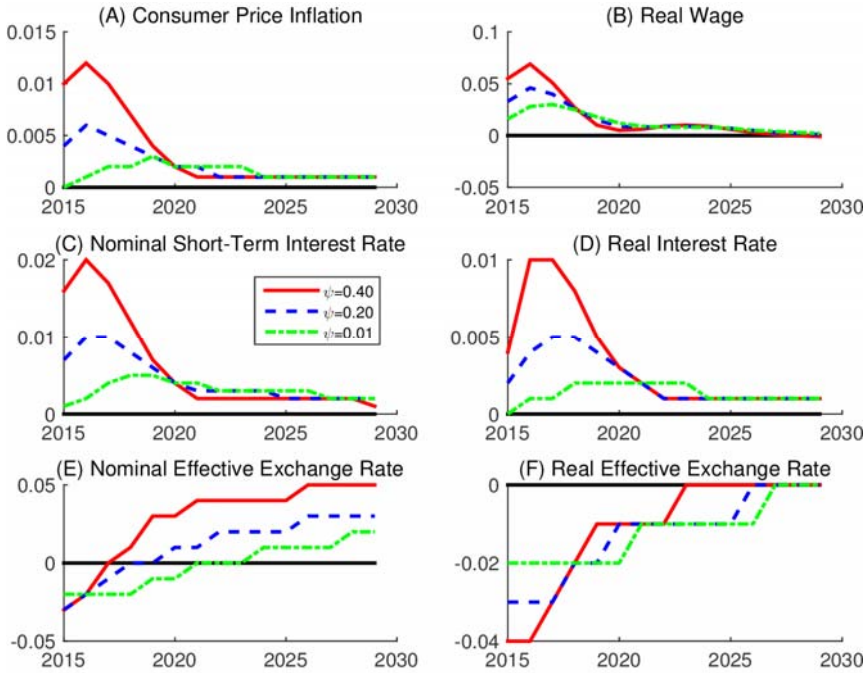 (A) Consumer Price Inflation
0.015
0.01
0.005
0
2015 2020 2025 2030
(B) Real Wage
0.1
0.05
0
-0.05
2015 2020 2025 2030
(C) Nominal Short-Term Interest Rate
0.02
0.01
0
2015 2020 2025 2030
ψ=0.40
ψ=0.20
ψ=0.01
(D) Real Interest Rate
0.01
0.005
0
2015 2020 2025 2030
(E) Nominal Effective Exchange Rate
0.05
0
-0.05
2015 2020 2025 2030
(F) Real Effective Exchange Rate
0
-0.02
-0.04
2015 2020 2025 2030